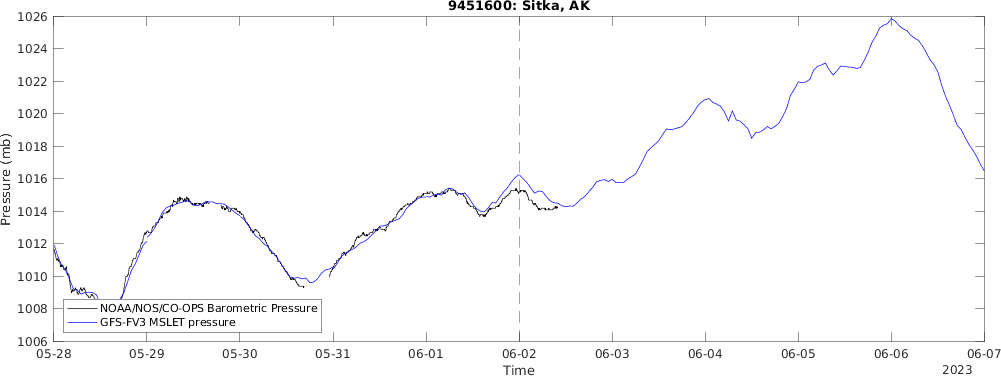 9451600: Sitka, AK
Pressure (mb)
1026
1024
1022
1020
1018
1016
1014
1012
1010
1008
1006
NOAA/NOS/CO-OPS Barometric Pressure
GFS-FV3 MSLET pressure
05-28 05-29 05-30 05-31 06-01 06-02 06-03 06-04 06-05 06-06 06-07
Time
2023